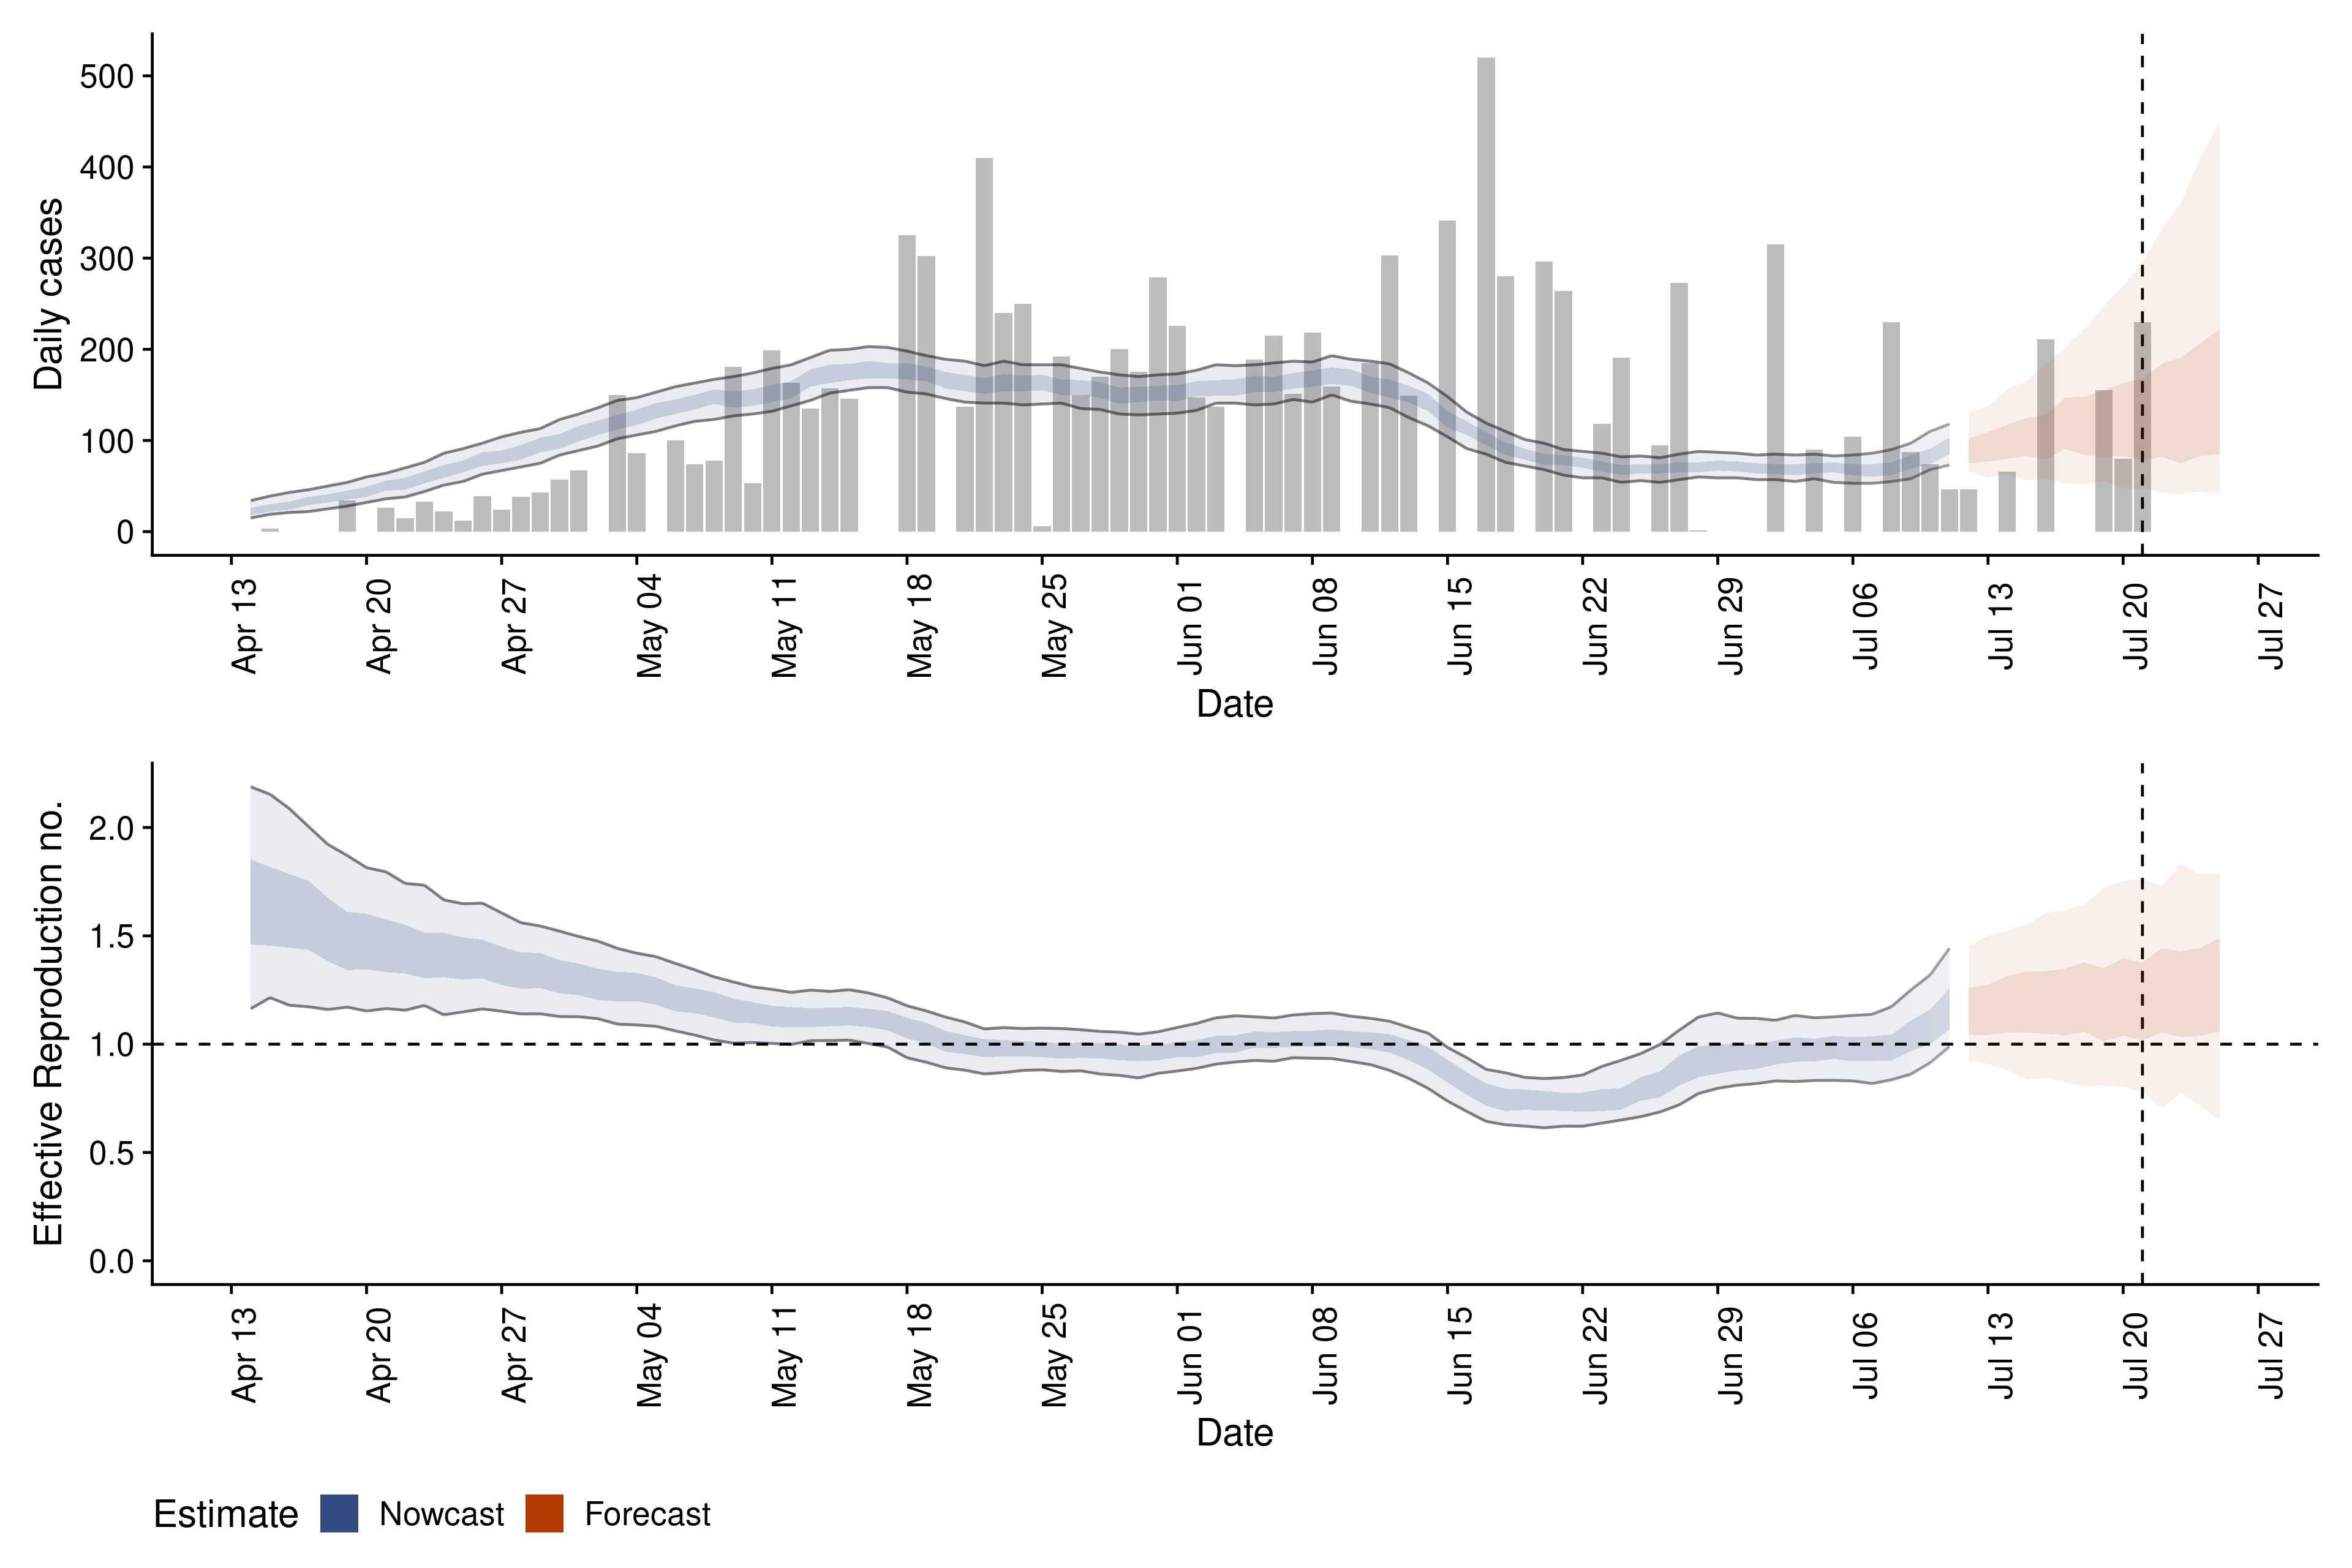 Daily cases
500
400
300
200
100
0
Apr 13
Apr 20
Apr 27
May 04
May 11
May 18
May 25
Jun 01
Jun 08
Jun 15
Jun 22
Jun 29
Jul 06
Jul 13
Jul 20
Jul 27
Date
Effective Reproduction no.
2.0
1.5
1.0
0.5
0.0
Apr 13
Apr 20
Apr 27
May 04
May 11
May 18
May 25
Jun 01
Jun 08
Jun 15
Jun 22
Jun 29
Jul 06
Jul 13
Jul 20
Jul 27
Date
Estimate Nowcast Forecast